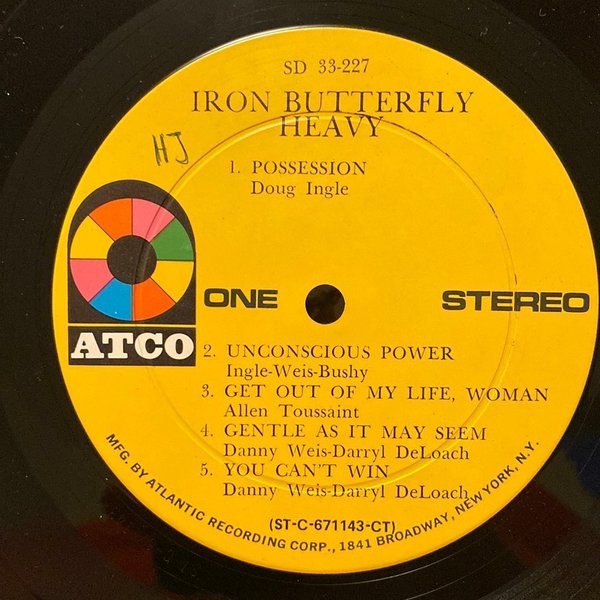 SD 33-227
IRON BUTTERFLY
HEAVY
HJ
1. POSSESSION
Doug Ingle
ATCO
ONE
STEREO
2. UNCONSCIOUS POWER
Ingle-Weis-Bushy
3. GET OUT OF MY LIFE, WOMAN
Allen Toussaint
4. GENTLE AS IT MAY SEEM
Danny Weis-Darryl DeLoach
5. YOU CAN'T WIN
Danny Weis-Darryl DeLoach
(ST-C-671143-CT)
MFG. BY ATLANTIC RECORDING CORP., 1841 BROADWAY, NEW YORK, N.Y.